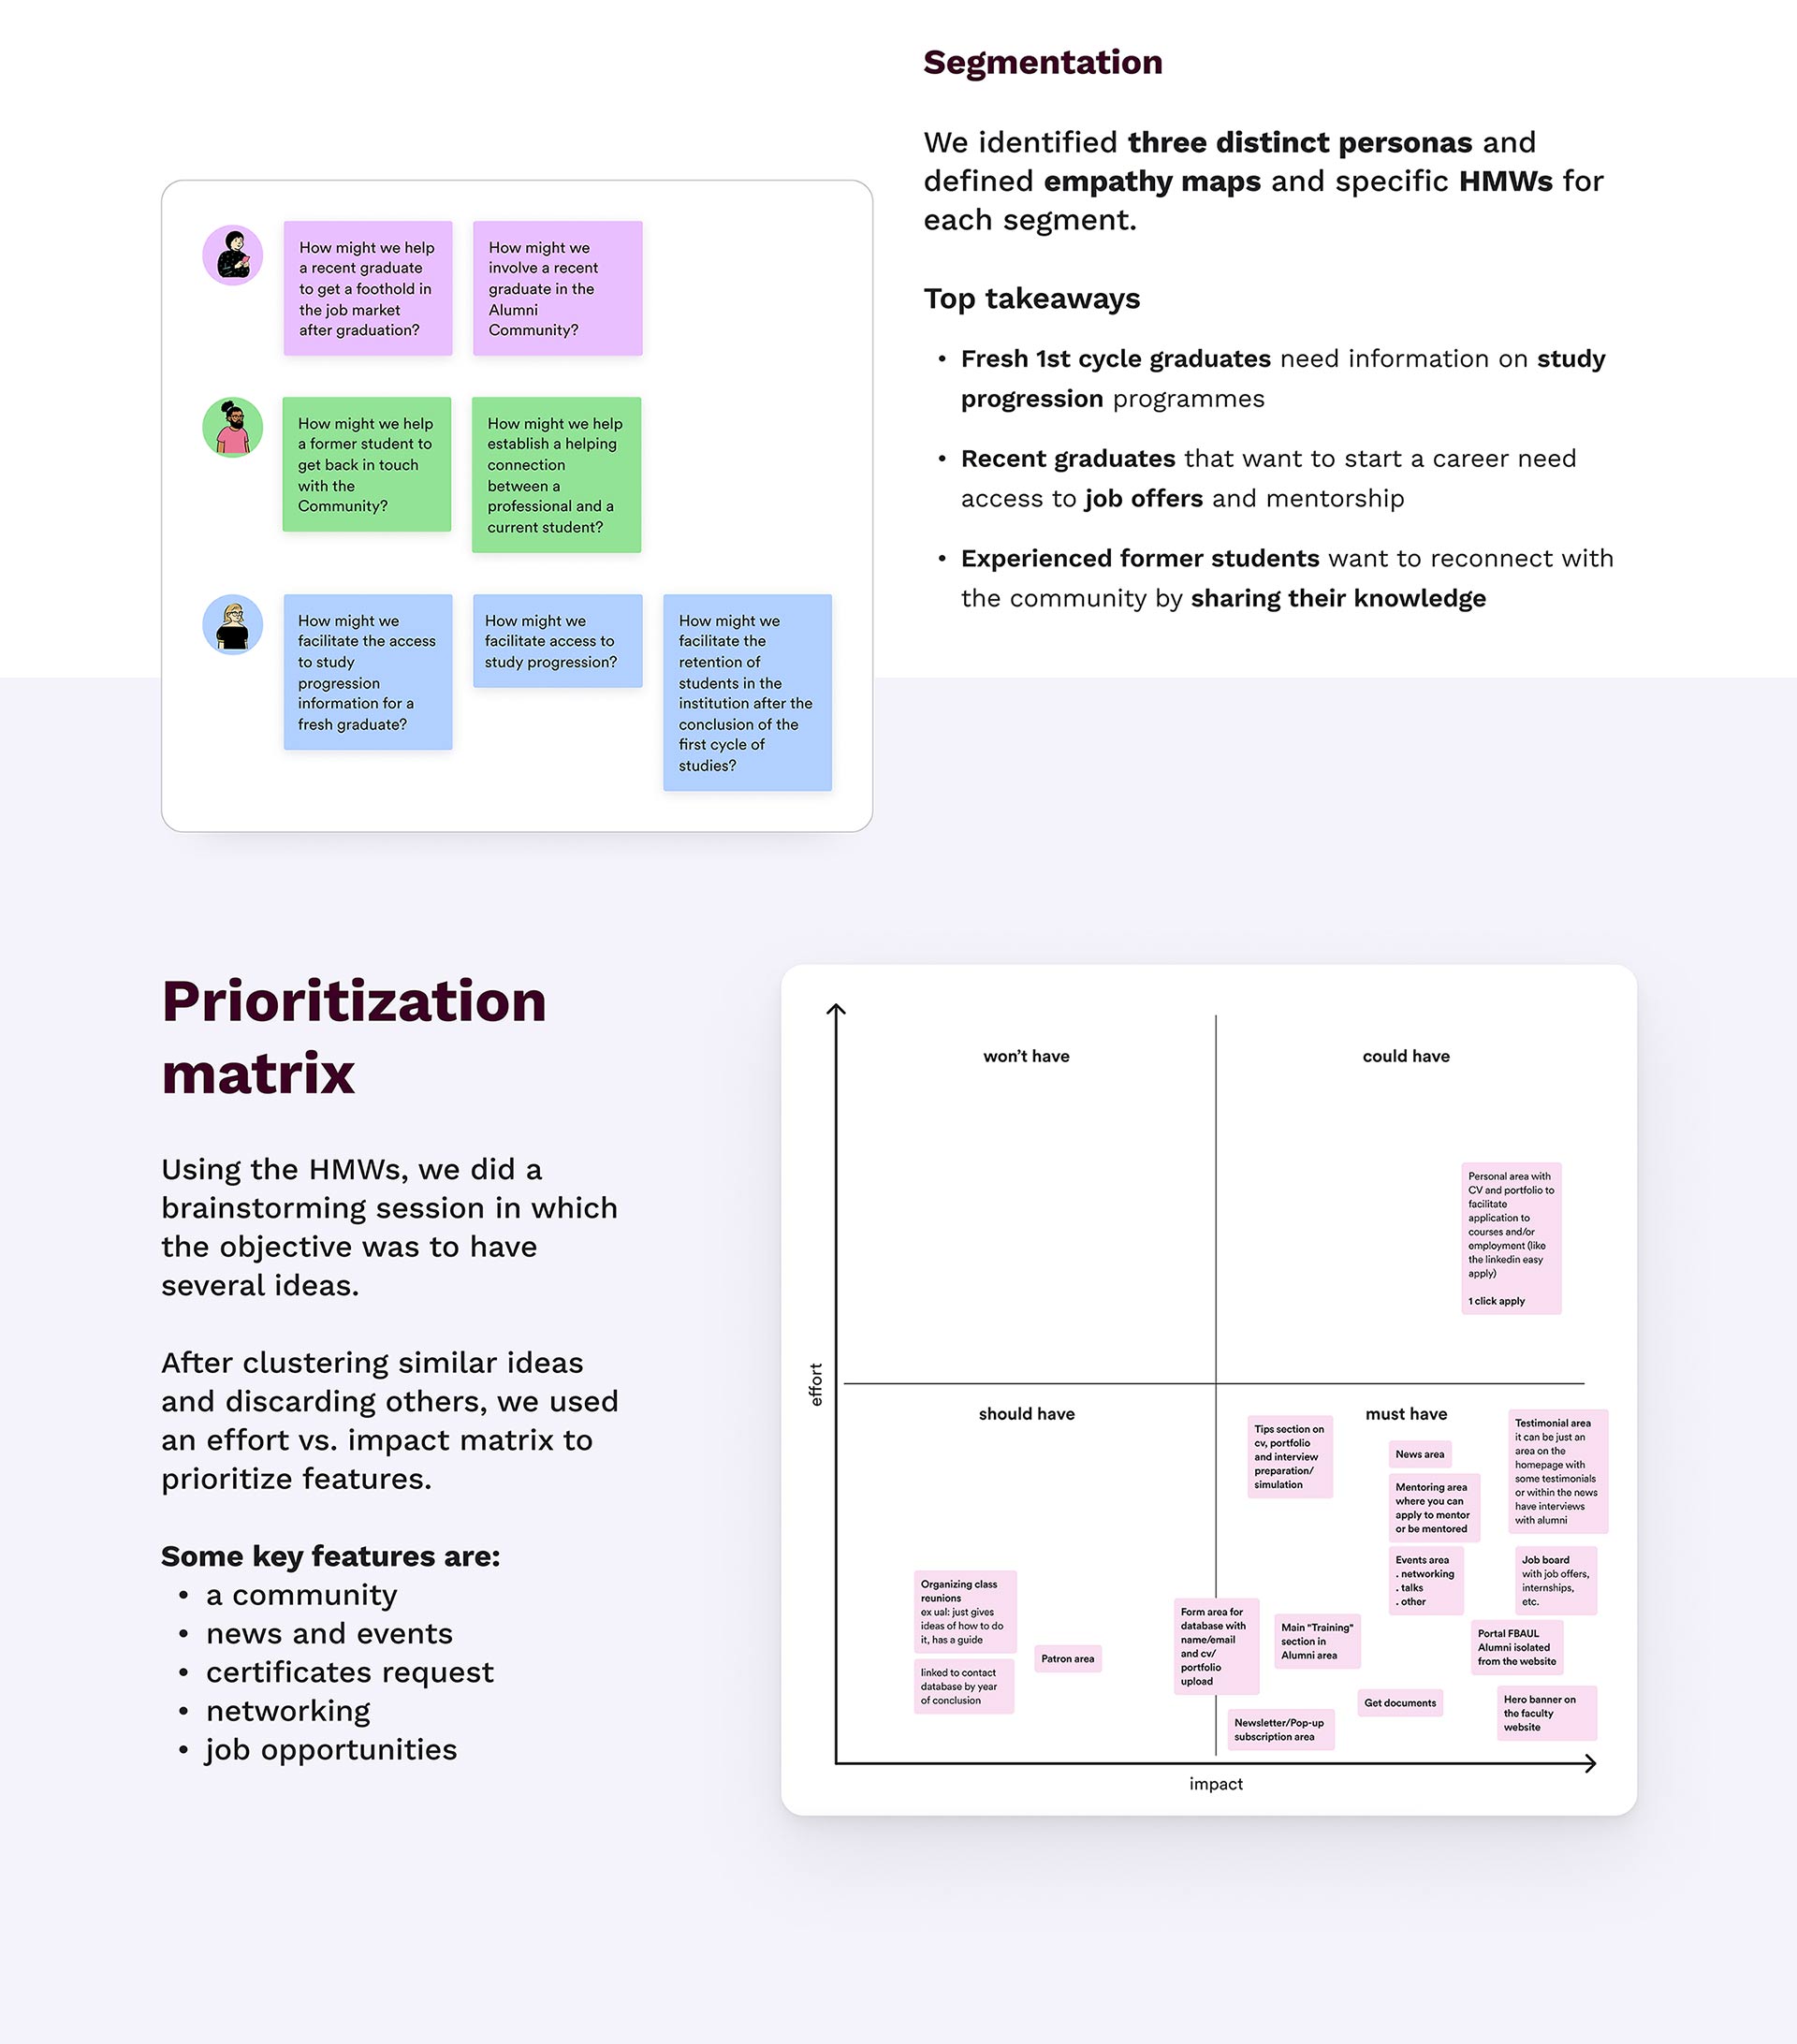 Segmentation
We identified three distinct personas and
defined empathy maps and specific HMWs for
each segment.
Top takeaways
• Fresh 1st cycle graduates need information on study
progression programmes
• Recent graduates that want to start a career need
access to job offers and mentorship
• Experienced former students want to reconnect with
the community by sharing their knowledge
How might we help
a recent graduate
to get a foothold in
the job market
after graduation?
How might we
involve a recent
graduate in the
Alumni
Community?
How might we help
a former student to
get back in touch
with the
Community?
How might we help
establish a helping
connection
between a
professional and a
current student?
How might we
facilitate the access
to study
progression
information for a
fresh graduate?
How might we
facilitate access to
study progression?
How might we
facilitate the
retention of
students in the
institution after the
conclusion of the
first cycle of
studies?
Prioritization
matrix
Using the HMWs, we did a
brainstorming session in which
the objective was to have
several ideas.
After clustering similar ideas
and discarding others, we used
an effort vs. impact matrix to
prioritize features.
Some key features are:
• a community
• news and events
• certificates request
• networking
• job opportunities
won't have
could have
Personal area with
CV and portfolio to
facilitate
application to
courses and/or
employment (like
the linkedin easy
apply)
1 click apply
effort
should have
must have
Tips section on
cv, portfolio
and interview
preparation/
simulation
News area
Mentoring area
where you can
apply to mentor
or be mentored
Testimonial area
it can be just an
area on the
homepage with
some testimonials
or within the news
have interviews
with alumni
Events area
. networking
. talks
. other
Job board
with job offers,
internships,
etc.
Organizing class
reunions
ex ual: just gives
ideas of how to do
it, has a guide
linked to contact
database by year
of conclusion
Patron area
Form area for
database with
name/email
and cv/
portfolio
upload
Main "Training"
section in
Alumni area
Portal FBAUL
Alumni isolated
from the website
Get documents
Hero banner on
the faculty
website
Newsletter/Pop-up
subscription area
impact